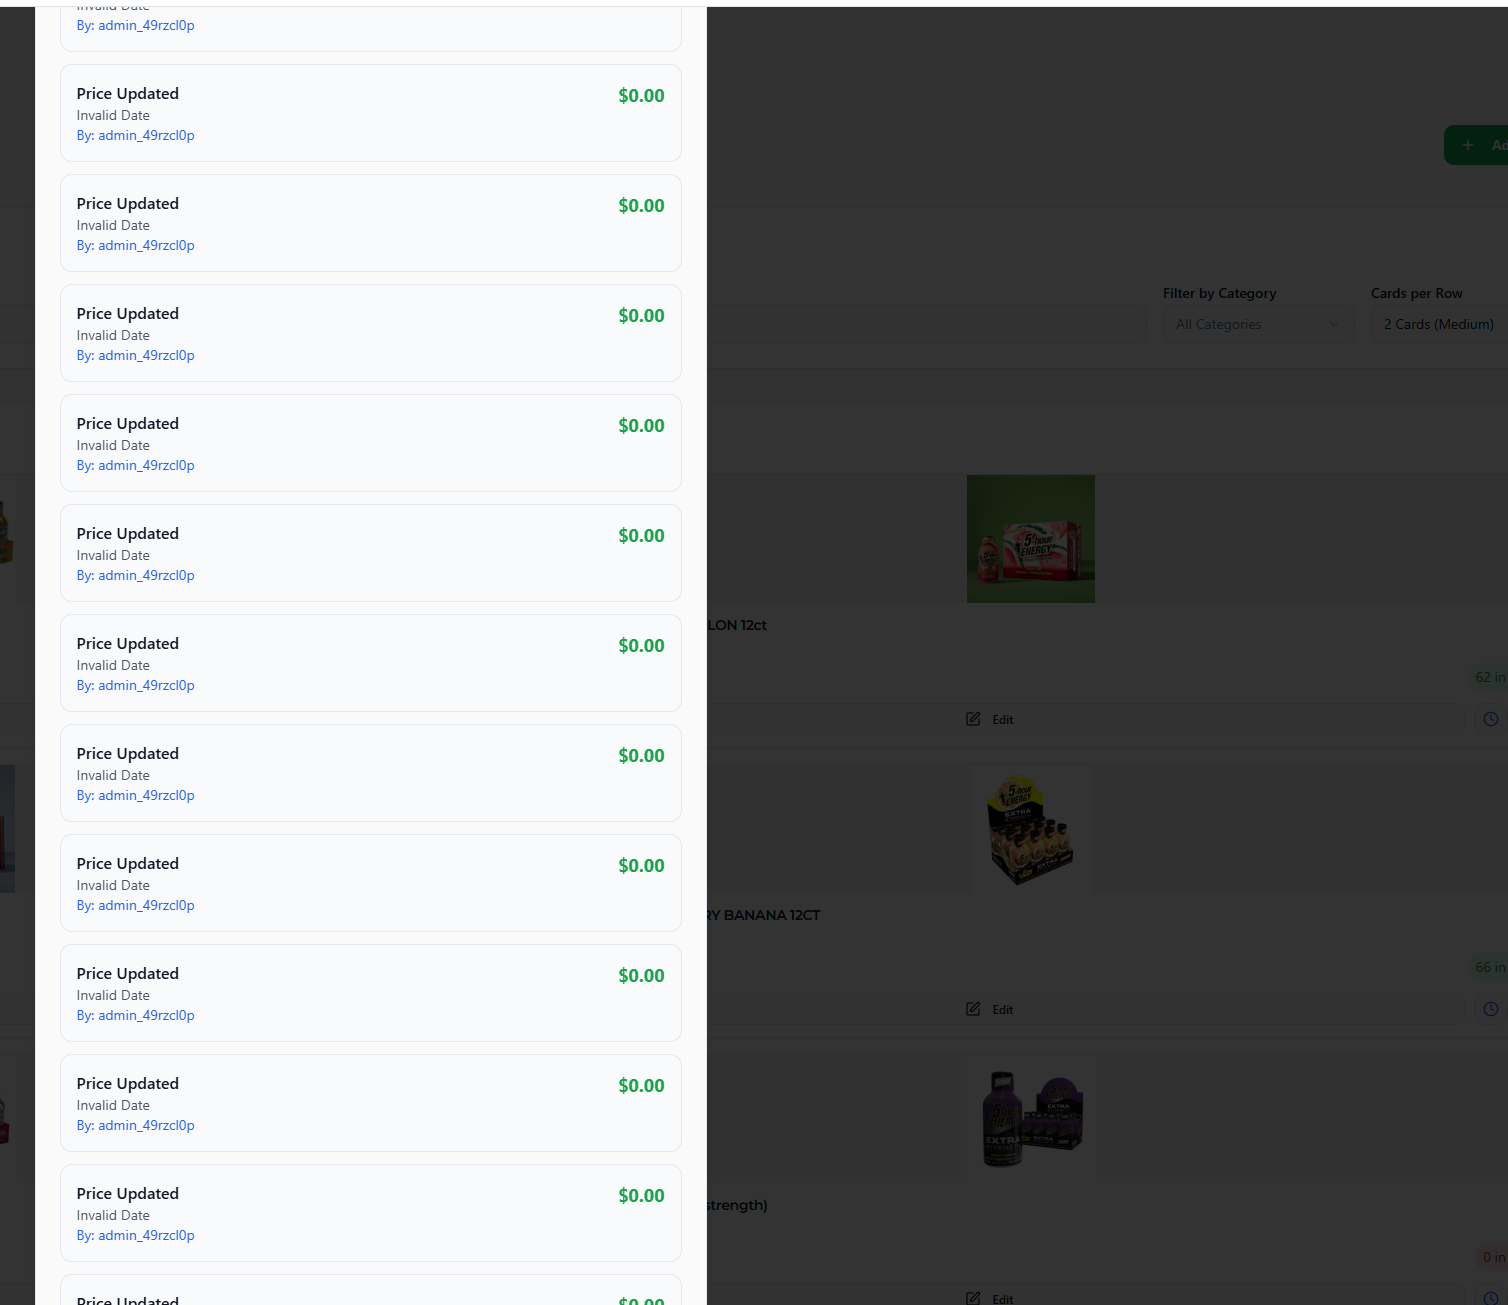 By: admin_49rzcl0p
Price Updated
$0.00
Invalid Date
By: admin_49rzcl0p
Price Updated
$0.00
Invalid Date
By: admin_49rzcl0p
Price Updated
$0.00
Invalid Date
By: admin_49rzcl0p
Price Updated
$0.00
Invalid Date
By: admin_49rzcl0p
Price Updated
$0.00
Invalid Date
By: admin_49rzcl0p
Price Updated
$0.00
Invalid Date
By: admin_49rzcl0p
Price Updated
$0.00
Invalid Date
By: admin_49rzcl0p
Price Updated
$0.00
Invalid Date
By: admin_49rzcl0p
Price Updated
$0.00
Invalid Date
By: admin_49rzcl0p
Price Updated
$0.00
Invalid Date
By: admin_49rzcl0p
Price Updated
$0.00
Invalid Date
By: admin_49rzcl0p
Price Updated
$0.00
Filter by Category
All Categories
Cards per Row
2 Cards (Medium)
5-hour
ENERGY
LON 12ct
62 in
Edit
5-hour
ENERGY
EXTRA
RY BANANA 12CT
66 in
Edit
EXTRA
strength)
0 in
Edit